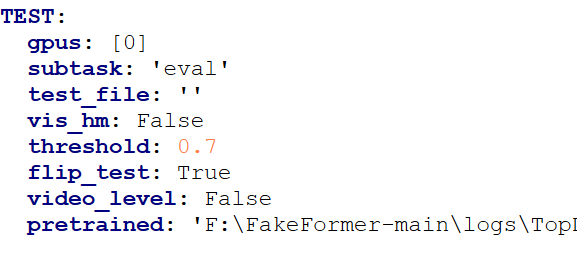 TEST:
  gpus: [0]
  subtask: 'eval'
  test_file: ''
  vis_hm: False
  threshold: 0.7
  flip_test: True
  video_level: False
  pretrained: 'F:\FakeFormer-main\logs\Top